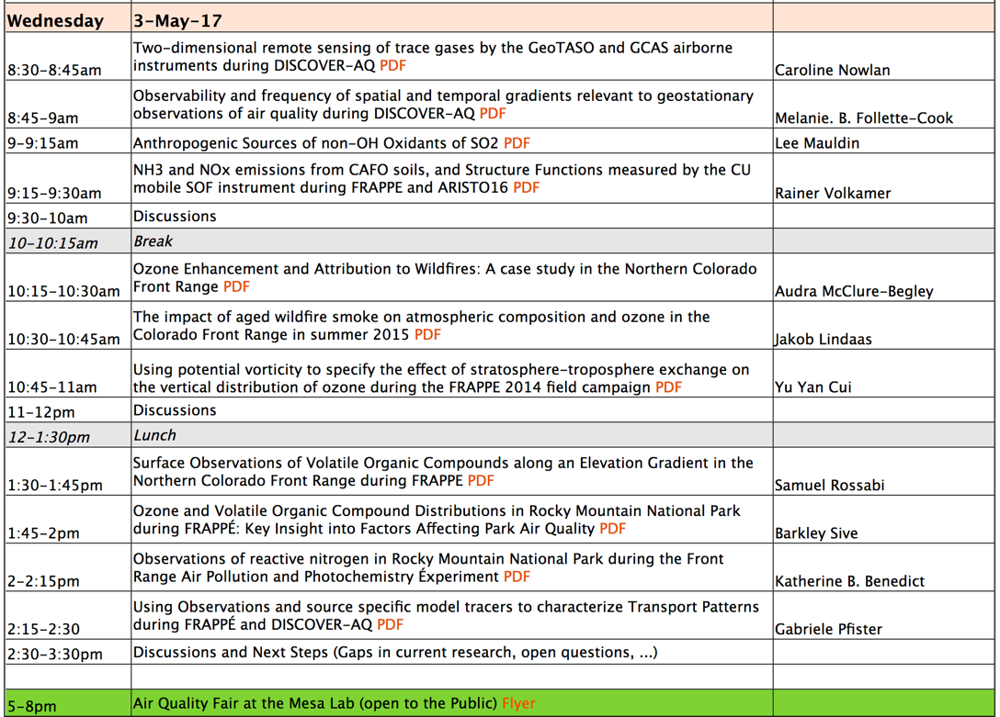 Wednesday 3-May-17
Two-dimensional remote sensing of trace gases by the GeoTASO and GCAS airborne
8:30-8:45am instruments during DISCOVER-AQ PDF Caroline Nowlan
Observability and frequency of spatial and temporal gradients relevant to geostationary
8:45-9am observations of air quality during DISCOVER-AQ PDF Melanie. B. Follette-Cook
9-9:15am Anthropogenic Sources of non-OH Oxidants of SO2 PDF Lee Mauldin
NH3 and NOx emissions from CAFO soils, and Structure Functions measured by the CU
9:15-9:30am mobile SOF instrument during FRAPPE and ARISTO16 PDF Rainer Volkamer
9:30-10am Discussions
10-10:15am Break
Ozone Enhancement and Attribution to Wildfires: A case study in the Northern Colorado
10:15-10:30am Front Range PDF Audra McClure-Begley
The impact of aged wildfire smoke on atmospheric composition and ozone in the
10:30-10:45am Colorado Front Range in summer 2015 PDF Jakob Lindaas
Using potential vorticity to specify the effect of stratosphere-troposphere exchange on
10:45-11am the vertical distribution of ozone during the FRAPPE 2014 field campaign PDF Yu Yan Cui
11-12pm Discussions
12-1:30pm Lunch
Surface Observations of Volatile Organic Compounds along an Elevation Gradient in the
1:30-1:45pm Northern Colorado Front Range during FRAPPE PDF Samuel Rossabi
Ozone and Volatile Organic Compound Distributions in Rocky Mountain National Park
1:45-2pm during FRAPPÉ: Key Insight into Factors Affecting Park Air Quality PDF Barkley Sive
Observations of reactive nitrogen in Rocky Mountain National Park during the Front
2-2:15pm Range Air Pollution and Photochemistry Éxperiment PDF Katherine B. Benedict
Using Observations and source specific model tracers to characterize Transport Patterns
2:15-2:30 during FRAPPÉ and DISCOVER-AQ PDF Gabriele Pfister
2:30-3:30pm Discussions and Next Steps (Gaps in current research, open questions, ...)
5-8pm Air Quality Fair at the Mesa Lab (open to the Public) Flyer